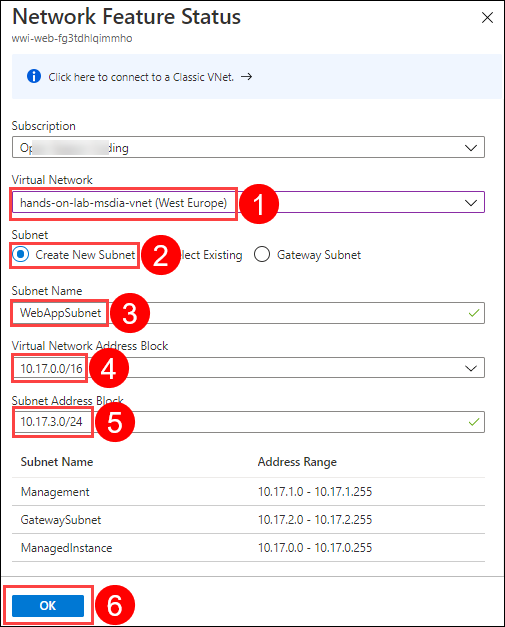 Network Feature Status
wwi-web-fg3tdhlqimmho
Click here to connect to a Classic VNet. →
Subscription
ding
Virtual Network
hands-on-lab-msdia-vnet (West Europe)
1
Subnet
Create New Subnet 2 lect Existing Gateway Subnet
Subnet Name
WebAppSubnet 3
Virtual Network Address Block
10.17.0.0/16 4
Subnet Address Block
10.17.3.0/24 5
Subnet Name Address Range
Management 10.17.1.0 - 10.17.1.255
GatewaySubnet 10.17.2.0 - 10.17.2.255
ManagedInstance 10.17.0.0 - 10.17.0.255
OK 6